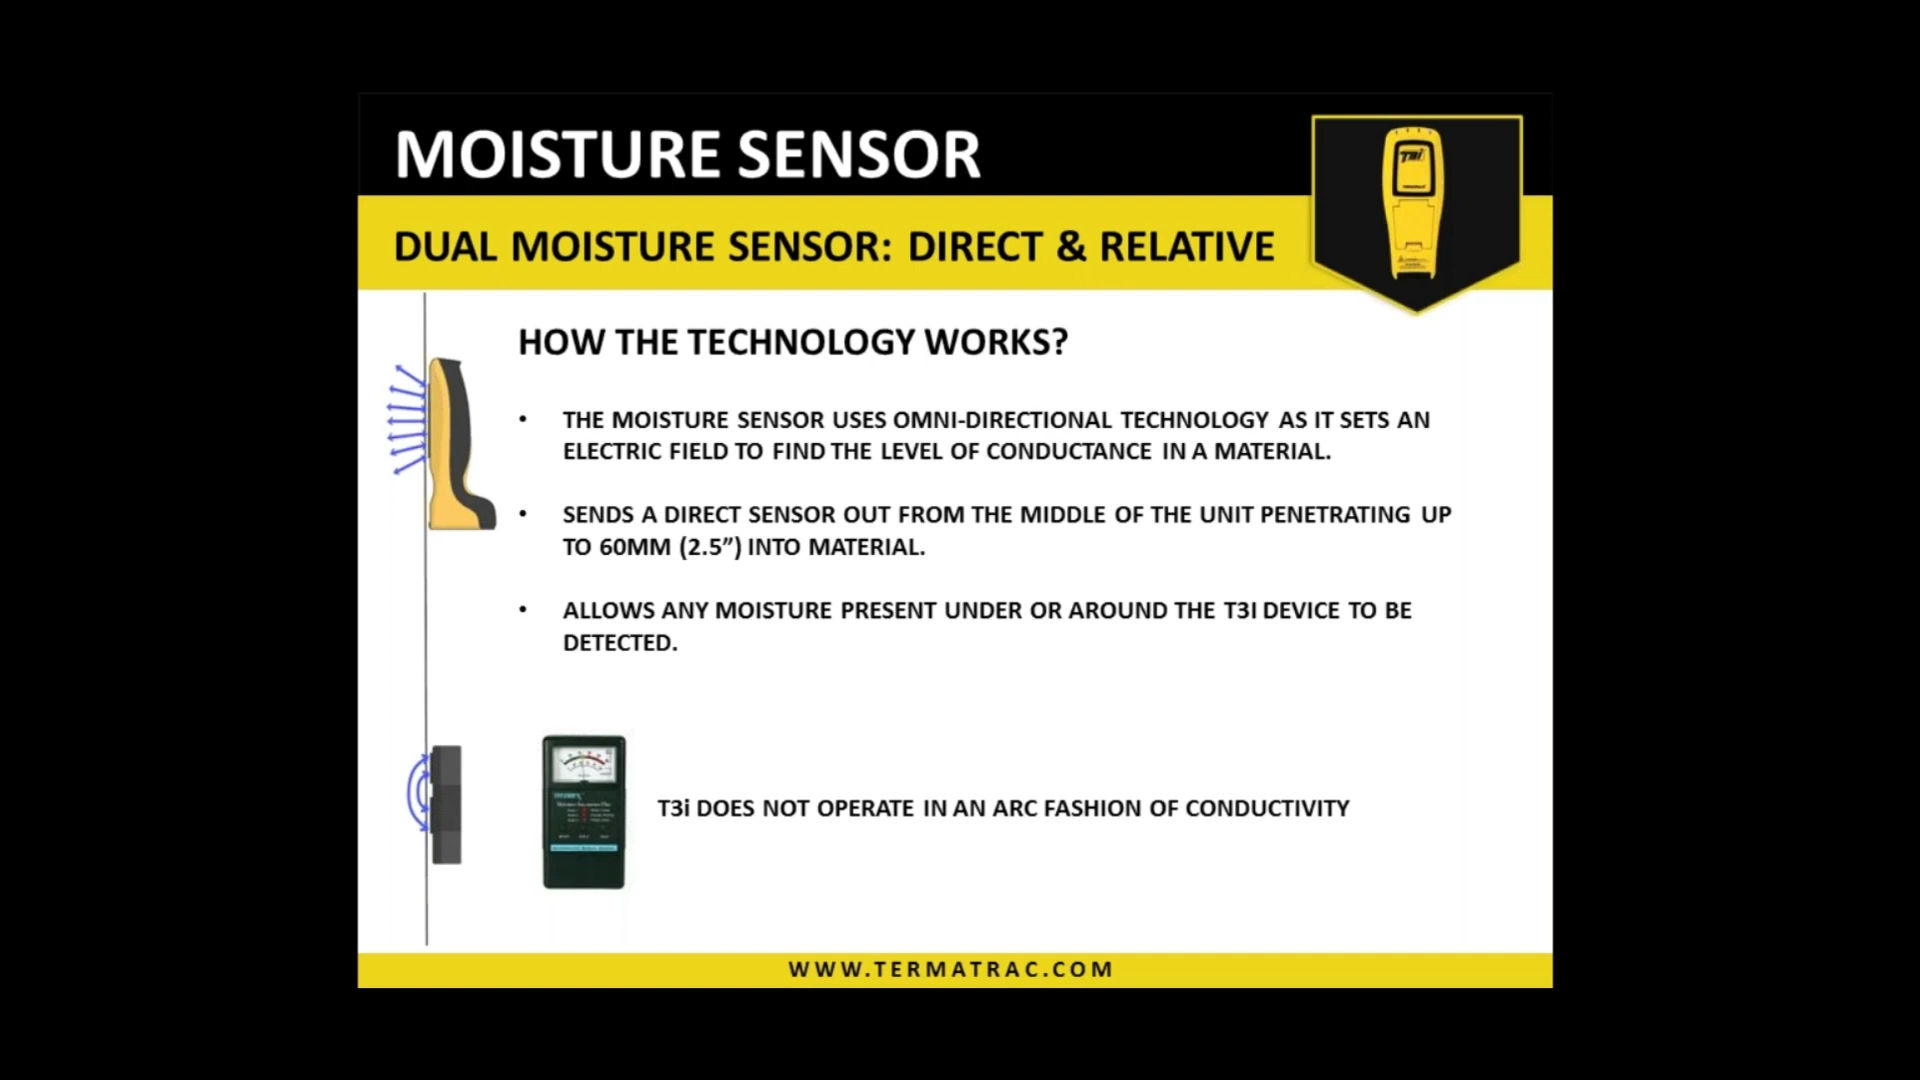 MOISTURE SENSOR
T3i
DUAL MOISTURE SENSOR: DIRECT & RELATIVE
HOW THE TECHNOLOGY WORKS?
• THE MOISTURE SENSOR USES OMNI-DIRECTIONAL TECHNOLOGY AS IT SETS AN
ELECTRIC FIELD TO FIND THE LEVEL OF CONDUCTANCE IN A MATERIAL.
• SENDS A DIRECT SENSOR OUT FROM THE MIDDLE OF THE UNIT PENETRATING UP
TO 60MM (2.5”) INTO MATERIAL.
• ALLOWS ANY MOISTURE PRESENT UNDER OR AROUND THE T3I DEVICE TO BE
DETECTED.
T3i DOES NOT OPERATE IN AN ARC FASHION OF CONDUCTIVITY
WWW.TERMATRAC.COM